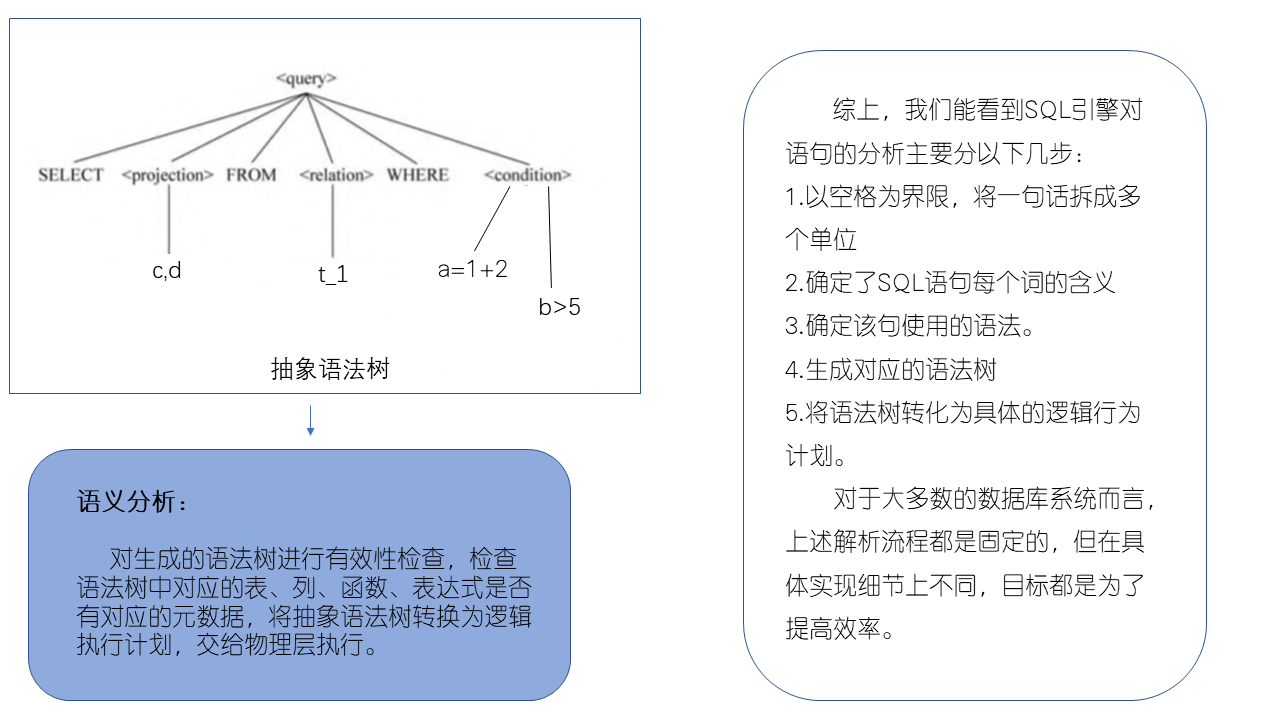 <query>
SELECT <projection> FROM <relation> WHERE <condition>
c,d
t_1
a=1+2
b>5
抽象语法树
语义分析：
对生成的语法树进行有效性检查，检查
语法树中对应的表、列、函数、表达式是否
有对应的元数据，将抽象语法树转换为逻辑
执行计划，交给物理层执行。
综上，我们能看到SQL引擎对
语句的分析主要分以下几步：
1.以空格为界限，将一句话拆成多
个单位
2.确定了SQL语句每个词的含义
3.确定该句使用的语法。
4.生成对应的语法树
5.将语法树转化为具体的逻辑行为
计划。
对于大多数的数据库系统而言，
上述解析流程都是固定的，但在具
体实现细节上不同，目标都是为了
提高效率。